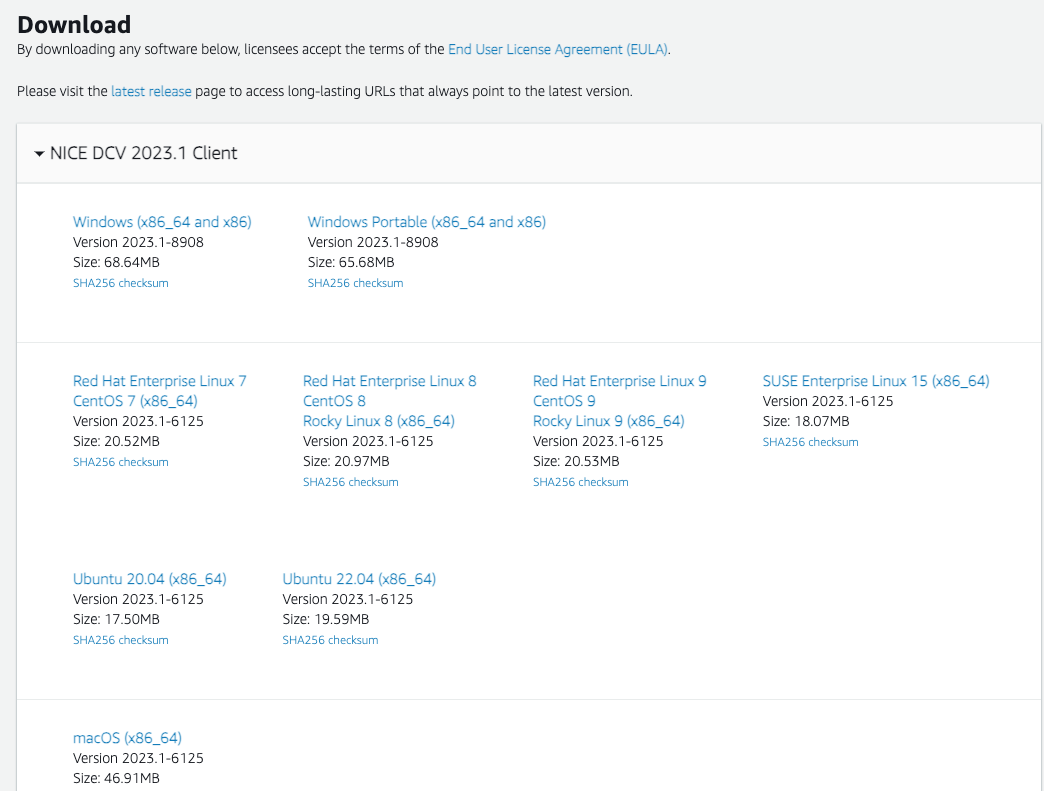 Download
By downloading any software below, licensees accept the terms of the End User License Agreement (EULA).
Please visit the latest release page to access long-lasting URLs that always point to the latest version.
NICE DCV 2023.1 Client
Windows (x86_64 and x86)
Version 2023.1-8908
Size: 68.64MB
SHA256 checksum
Windows Portable (x86_64 and x86)
Version 2023.1-8908
Size: 65.68MB
SHA256 checksum
Red Hat Enterprise Linux 7
CentOS 7 (x86_64)
Version 2023.1-6125
Size: 20.52MB
SHA256 checksum
Red Hat Enterprise Linux 8
CentOS 8
Rocky Linux 8 (x86_64)
Version 2023.1-6125
Size: 20.97MB
SHA256 checksum
Red Hat Enterprise Linux 9
CentOS 9
Rocky Linux 9 (x86_64)
Version 2023.1-6125
Size: 20.53MB
SHA256 checksum
SUSE Enterprise Linux 15 (x86_64)
Version 2023.1-6125
Size: 18.07MB
SHA256 checksum
Ubuntu 20.04 (x86_64)
Version 2023.1-6125
Size: 17.50MB
SHA256 checksum
Ubuntu 22.04 (x86_64)
Version 2023.1-6125
Size: 19.59MB
SHA256 checksum
macOS (x86_64)
Version 2023.1-6125
Size: 46.91MB